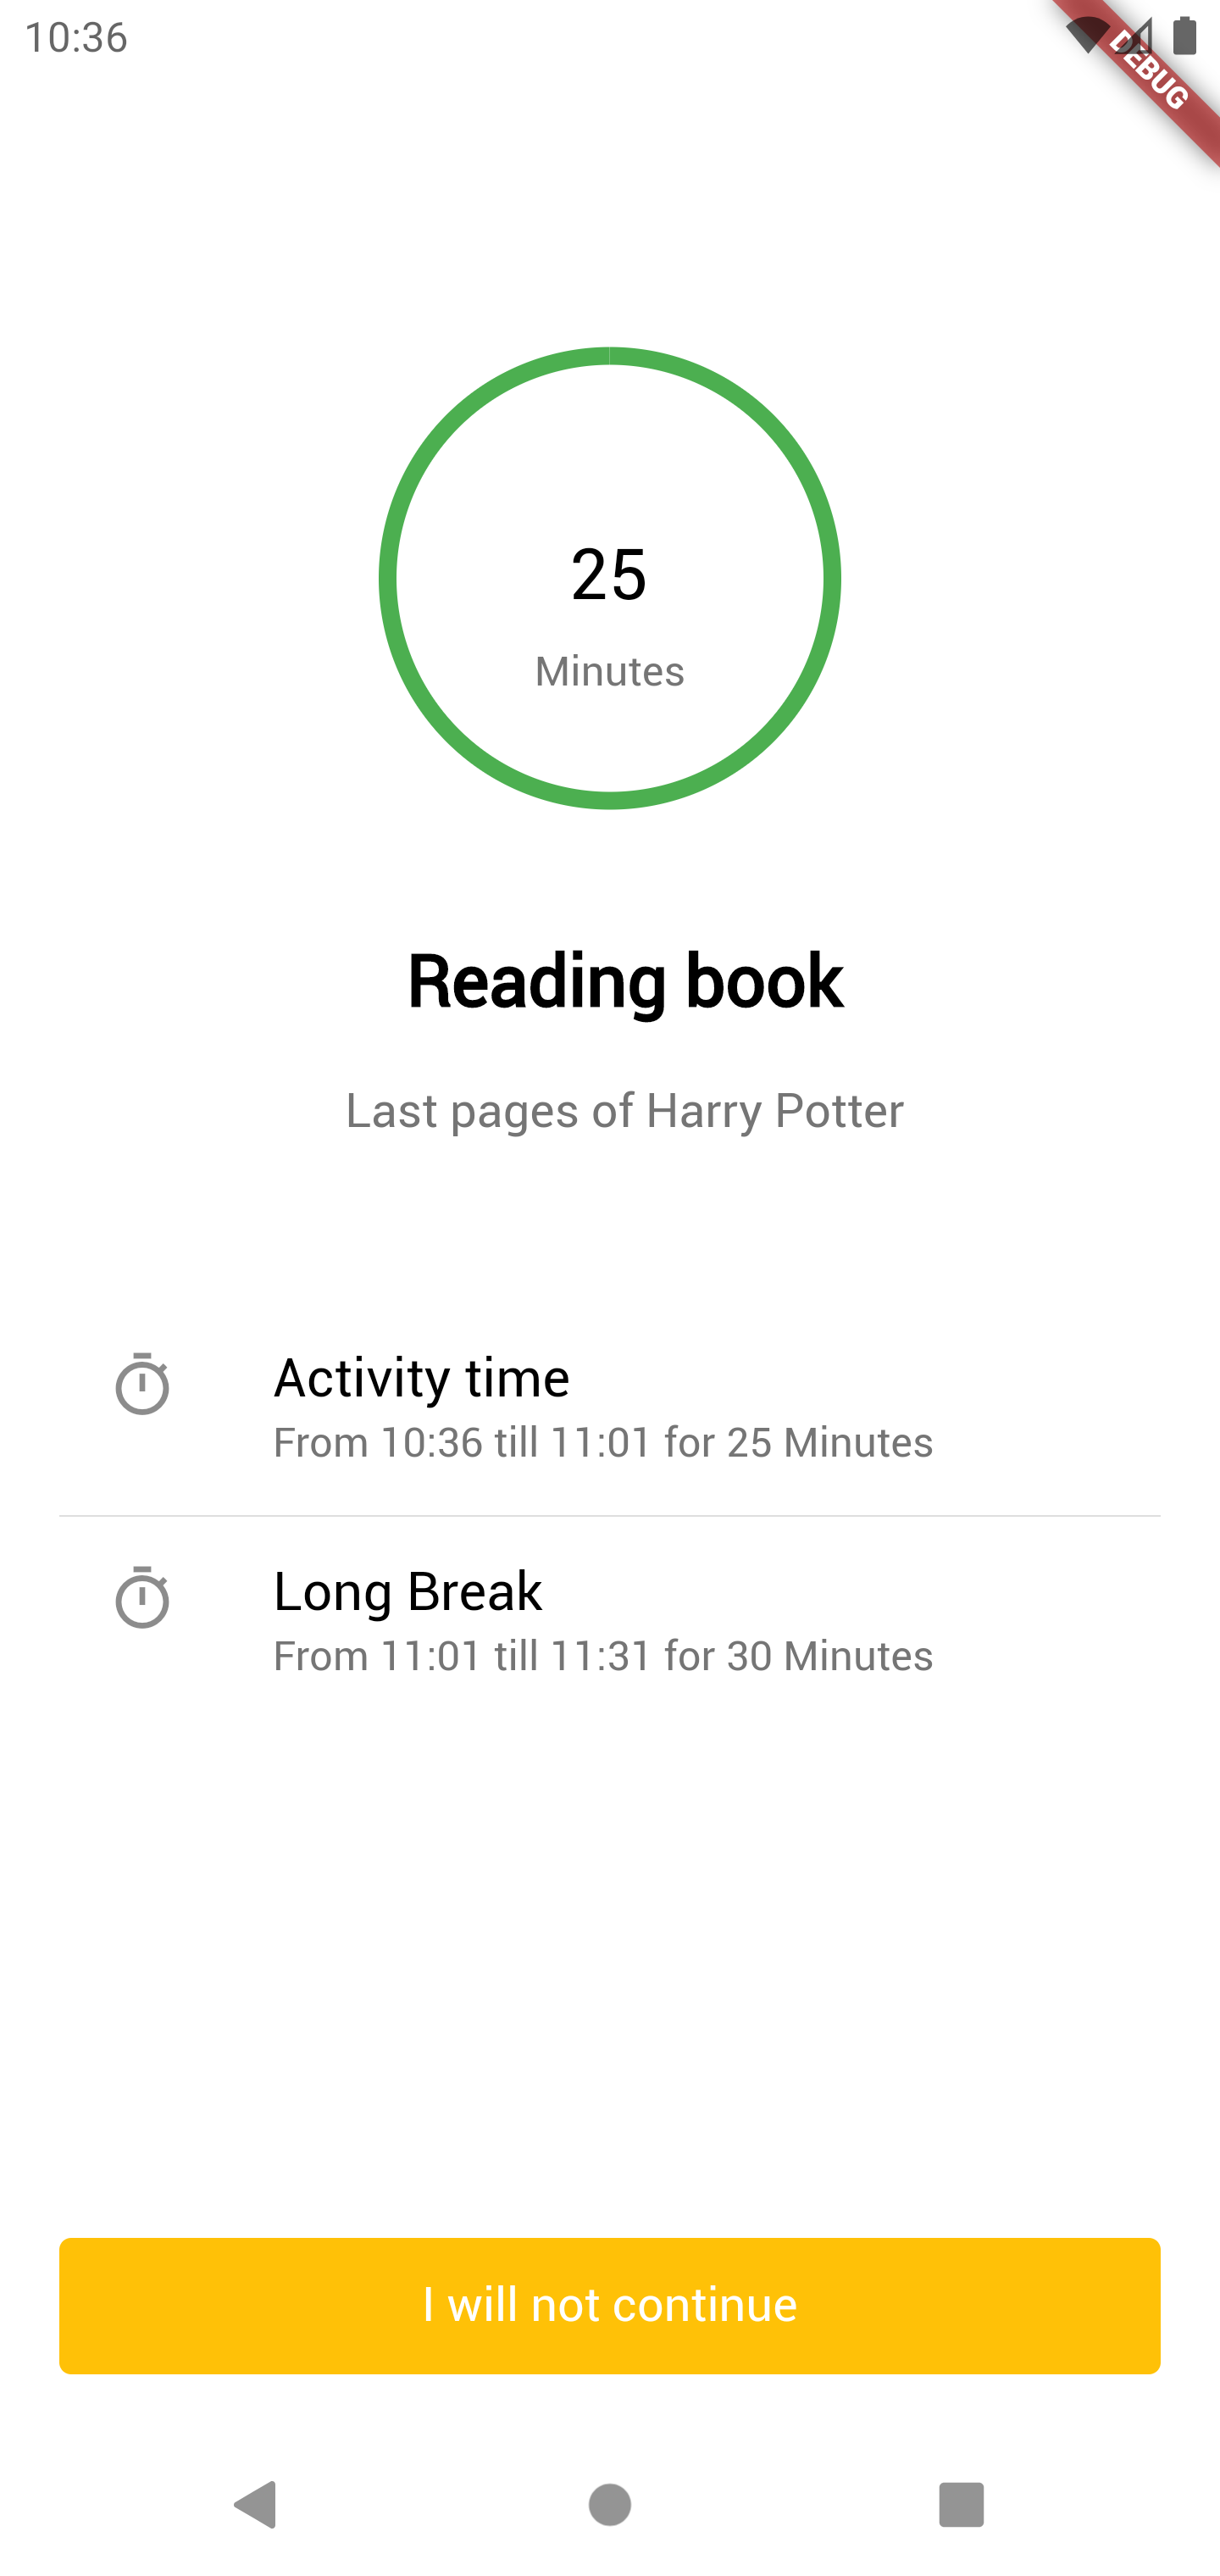 10:36
DEBUG
25
Minutes
Reading book
Last pages of Harry Potter
Activity time
From 10:36 till 11:01 for 25 Minutes
Long Break
From 11:01 till 11:31 for 30 Minutes
I will not continue